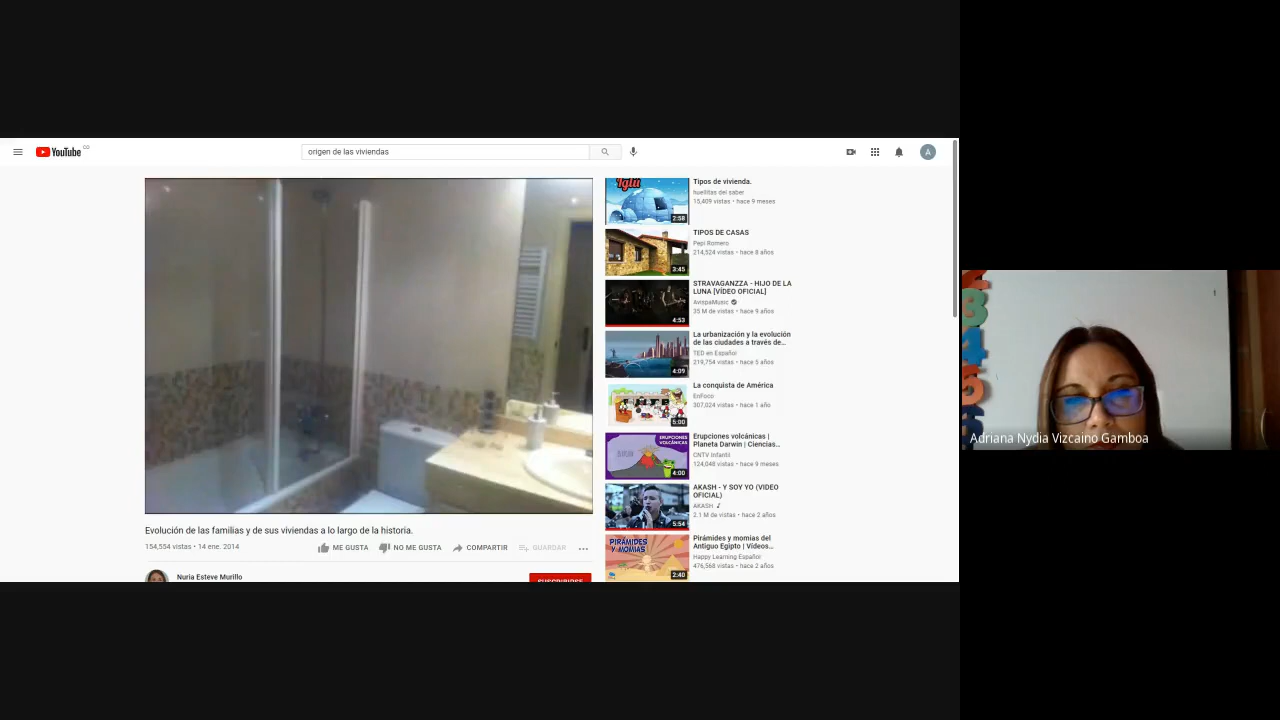 YouTube CO
origen de las viviendas
A
Iglú
2:58
Tipos de vivienda.
huellitas del saber
15,409 vistas • hace 9 meses
3:45
TIPOS DE CASAS
Pepi Romero
214,524 vistas • hace 8 años
4:53
STRAVAGANZZA - HIJO DE LA
LUNA [VÍDEO OFICIAL]
AvispaMusic
35 M de vistas • hace 9 años
4:09
La urbanización y la evolución
de las ciudades a través de...
TED en Español
219,754 vistas • hace 5 años
5:00
La conquista de América
EnFoco
307,024 vistas • hace 1 año
ERUPCIONES
VOLCÁNICAS
4:00
Erupciones volcánicas |
Planeta Darwin | Ciencias...
CNTV Infantil
124,048 vistas • hace 9 meses
5:54
AKASH - Y SOY YO (VIDEO
OFICIAL)
AKASH
2.1 M de vistas • hace 2 años
PIRÁMIDES
Y MOMIAS
2:40
Pirámides y momias del
Antiguo Egipto | Vídeos...
Happy Learning Español
476,568 vistas • hace 2 años
Evolución de las familias y de sus viviendas a lo largo de la historia.
154,554 vistas • 14 ene. 2014
ME GUSTA NO ME GUSTA COMPARTIR GUARDAR ...
Nuria Esteve Murillo
SUSCRIBIRSE
Adriana Nydia Vizcaino Gamboa